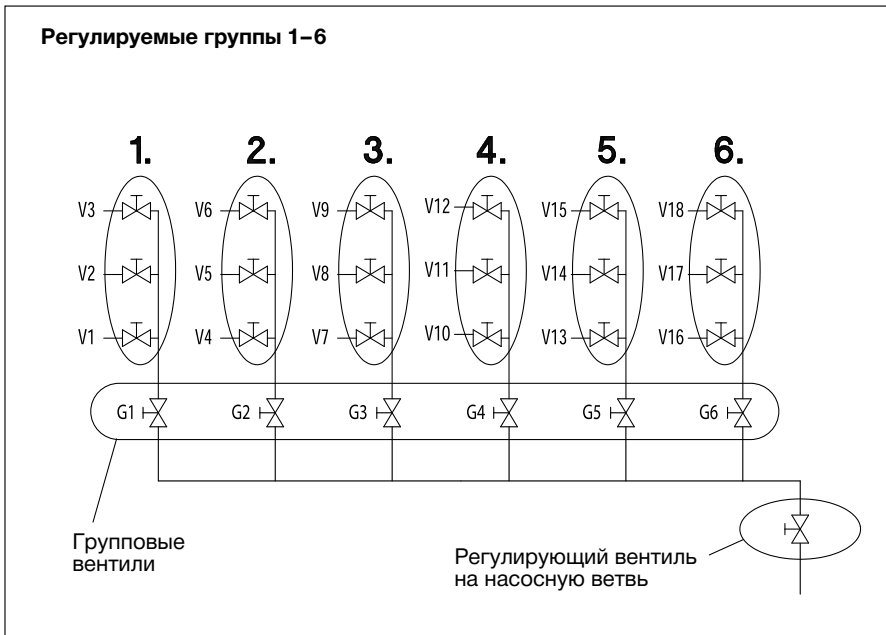 Регулируемые группы 1–6
1. 2. 3. 4. 5. 6.
V3 V6 V9 V12 V15 V18
V2 V5 V8 V11 V14 V17
V1 V4 V7 V10 V13 V16
G1 G2 G3 G4 G5 G6
Групповые
вентили
Регулирующий вентиль
на насосную ветвь